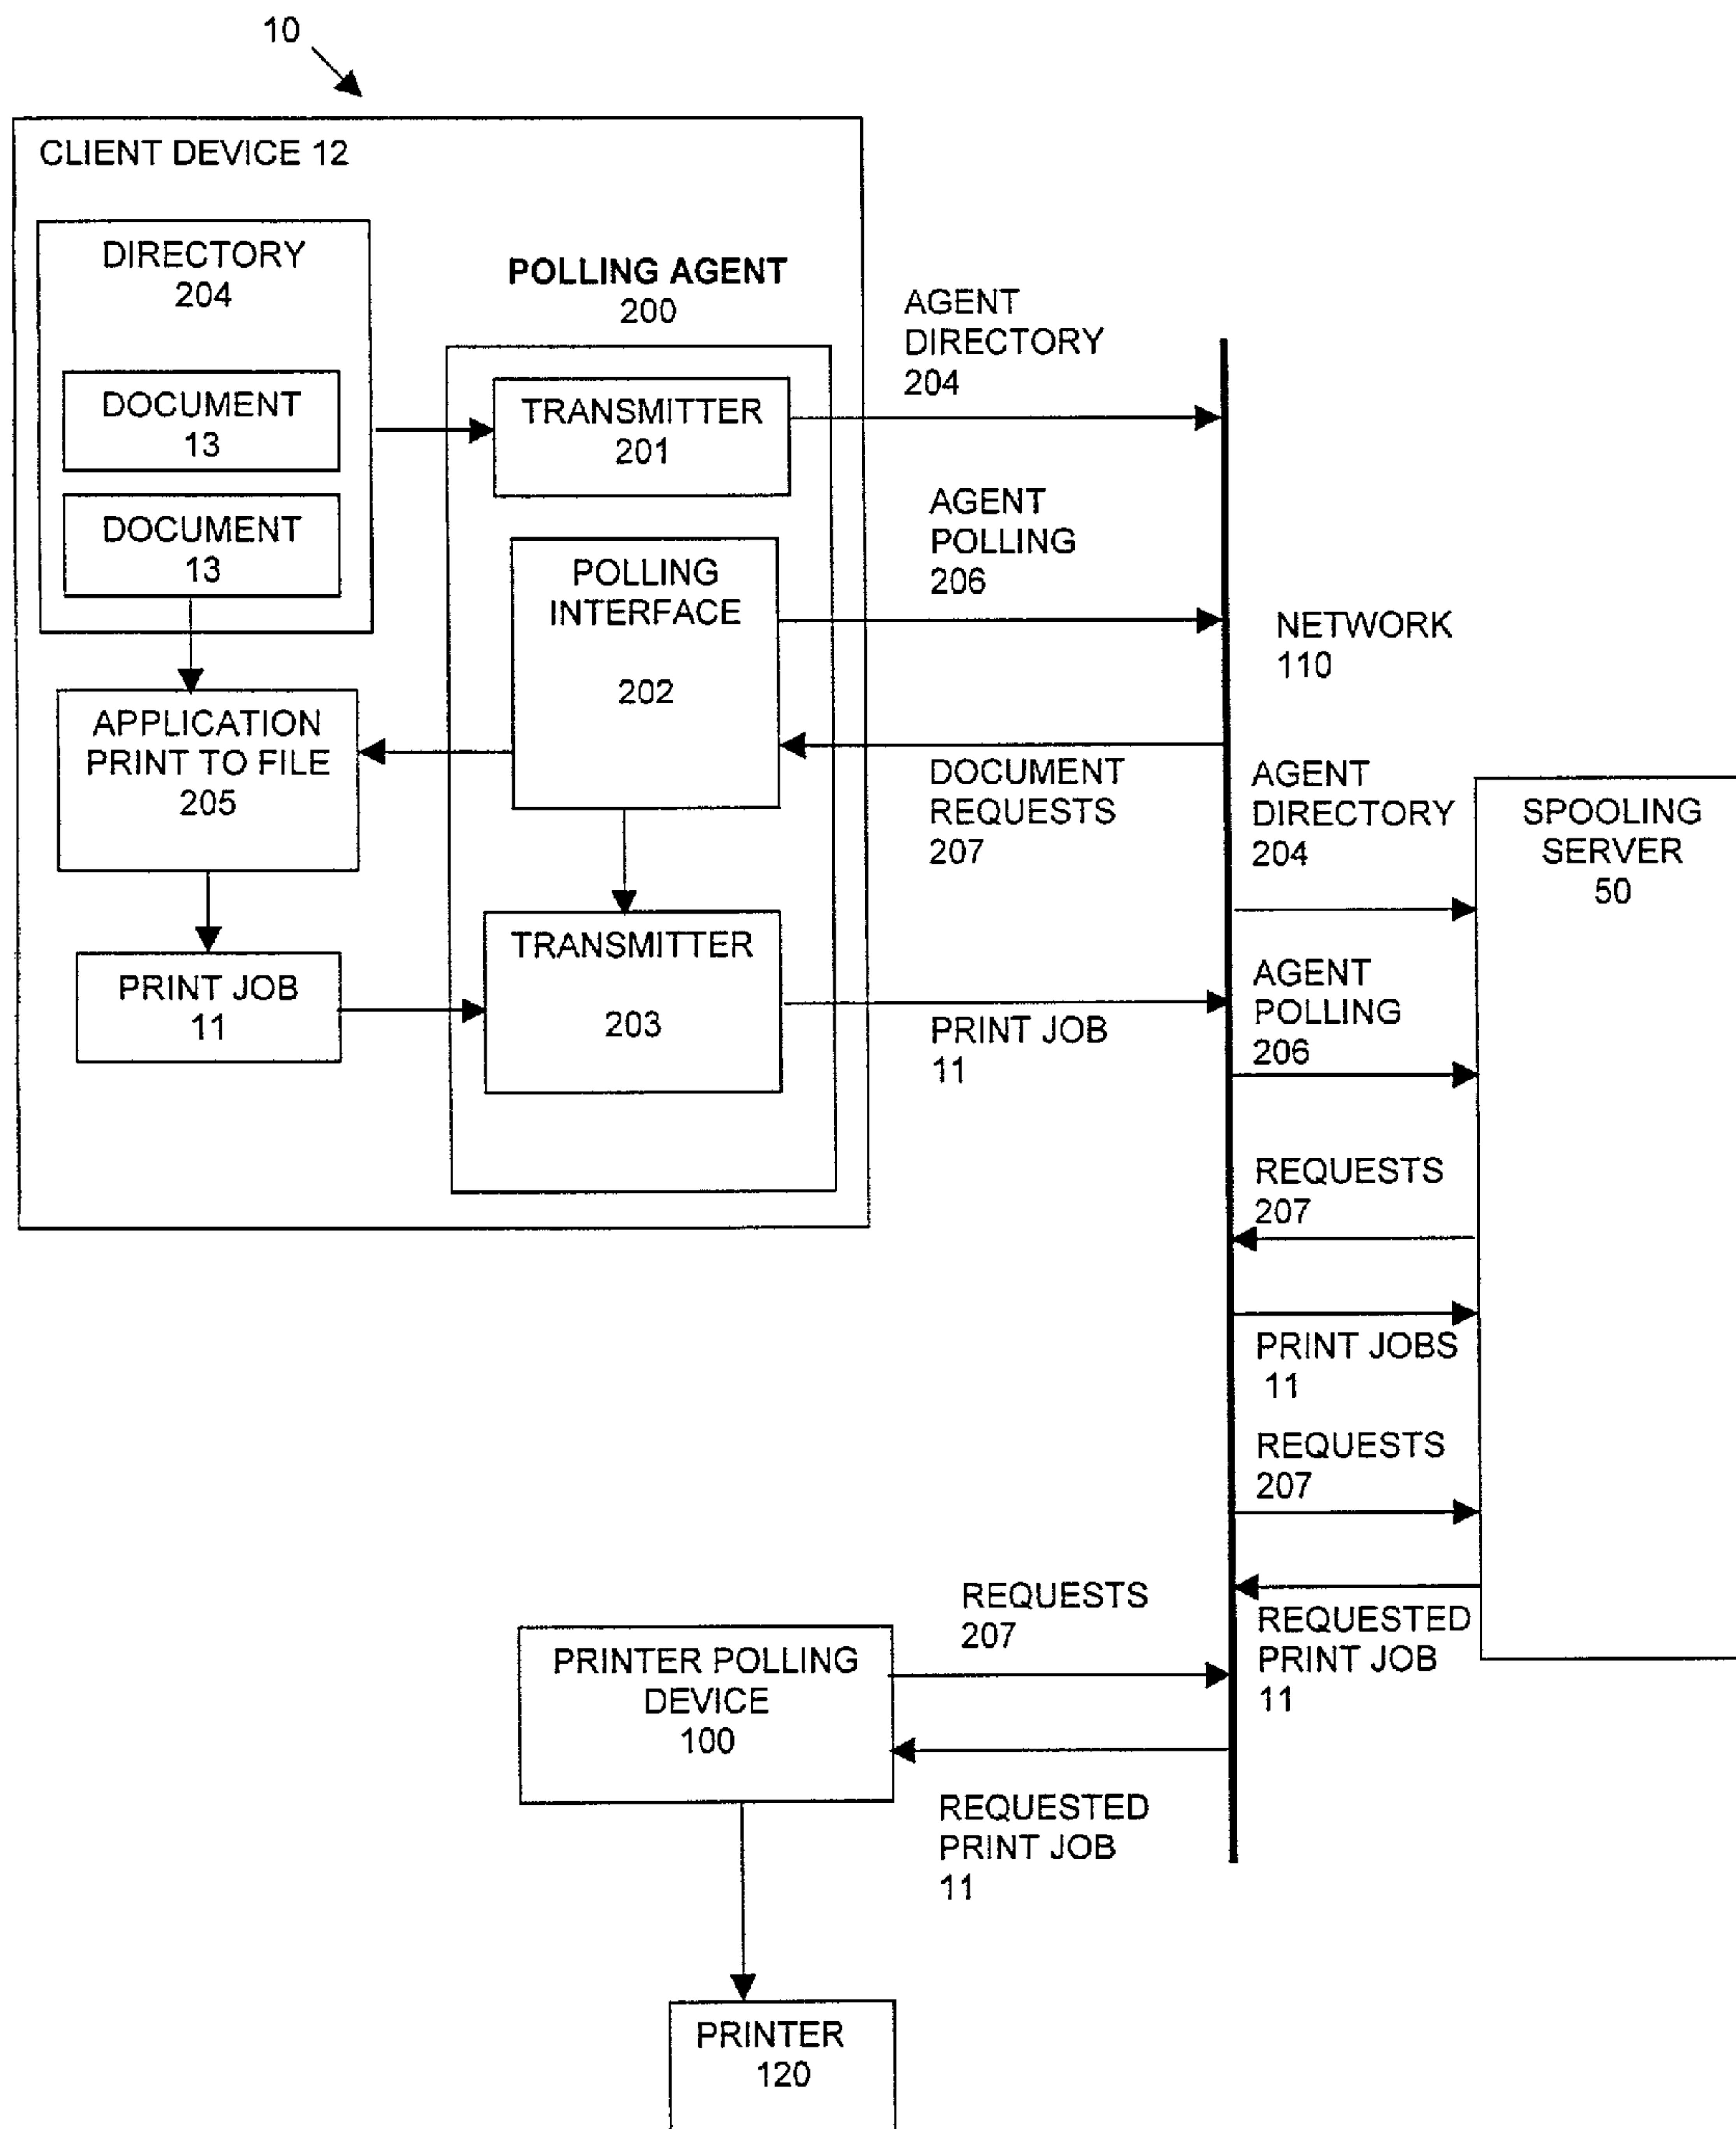 10
CLIENT DEVICE 12
DIRECTORY
204
DOCUMENT
13
DOCUMENT
13
APPLICATION
PRINT TO FILE
205
PRINT JOB
11
POLLING AGENT
200
TRANSMITTER
201
POLLING
INTERFACE
202
TRANSMITTER
203
AGENT
DIRECTORY
204
AGENT
POLLING
206
DOCUMENT
REQUESTS
207
PRINT JOB
11
NETWORK
110
AGENT
DIRECTORY
204
AGENT
POLLING
206
REQUESTS
207
PRINT JOBS
11
REQUESTS
207
REQUESTED
PRINT JOB
11
SPOOLING
SERVER
50
REQUESTS
207
PRINTER POLLING
DEVICE
100
REQUESTED
PRINT JOB
11
PRINTER
120